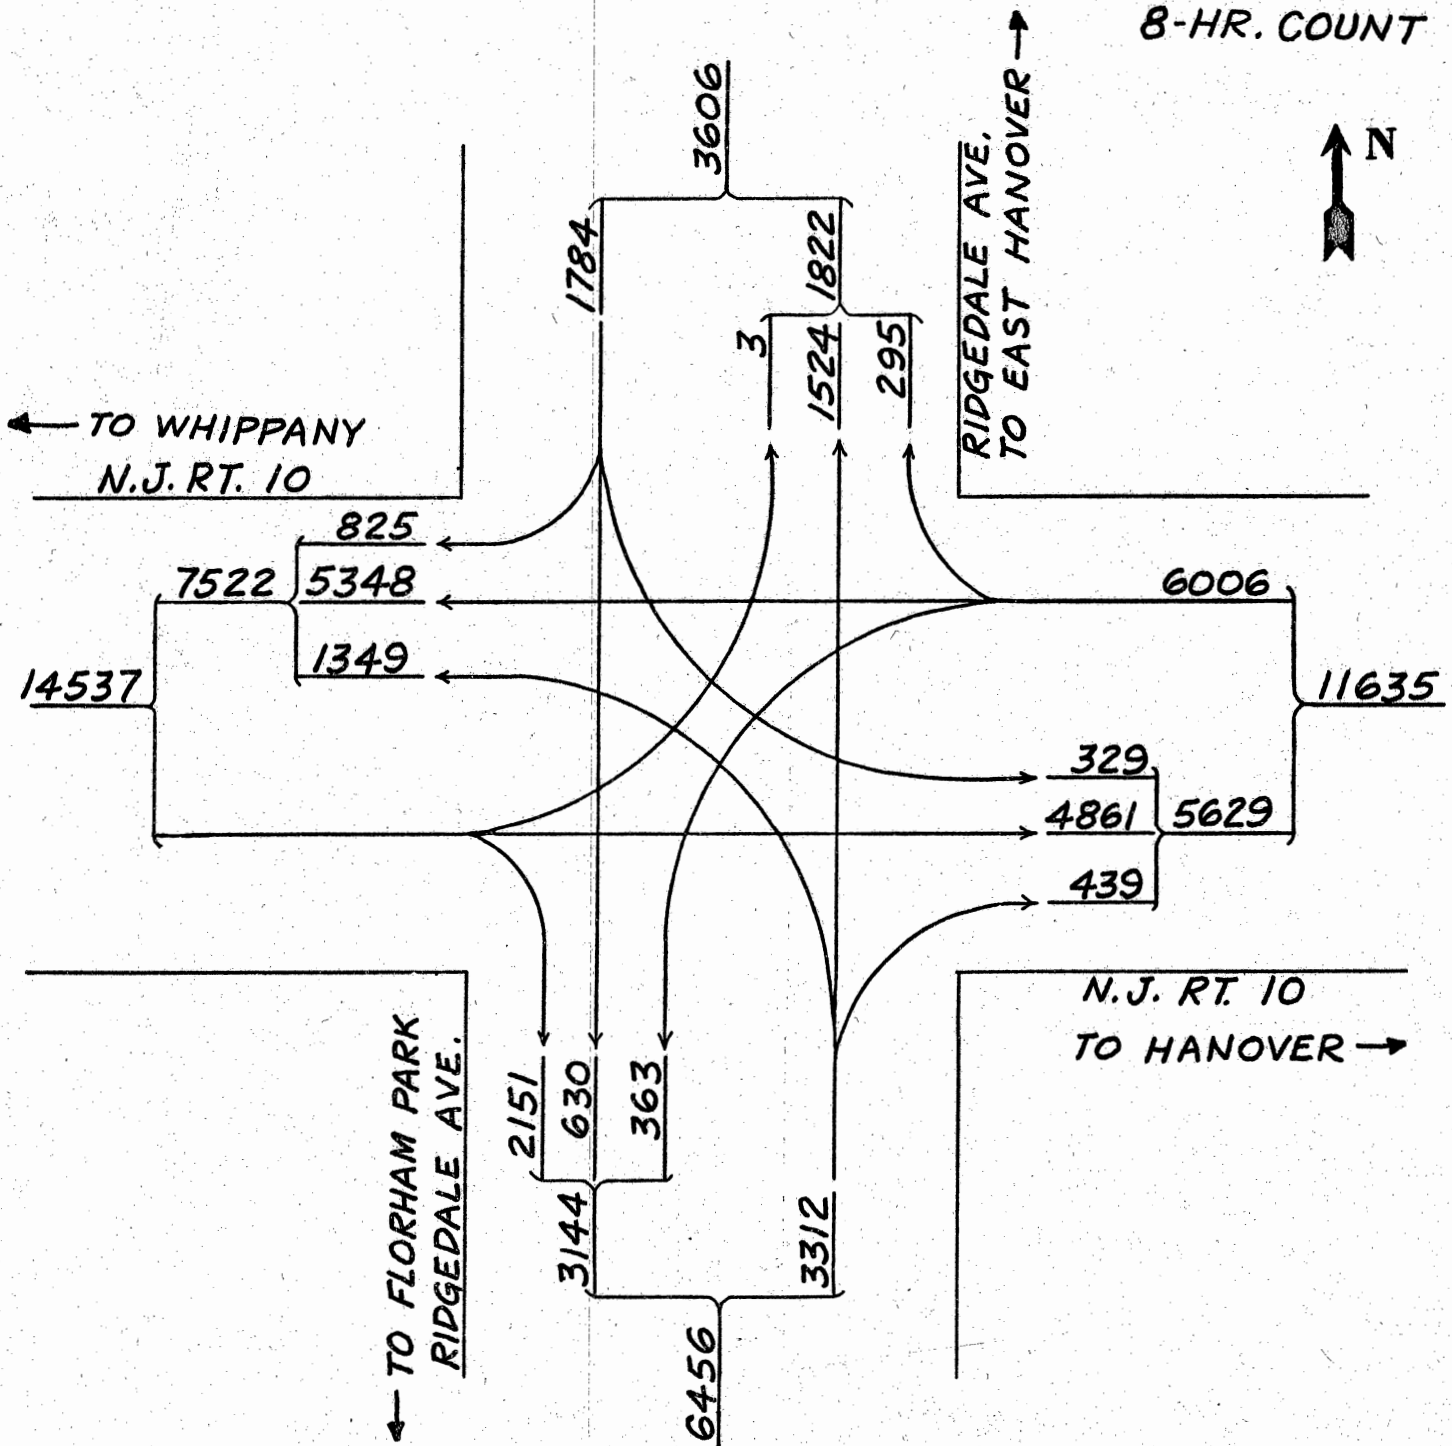 8-HR. COUNT
N
3606
1784
1822
3
1524
295
RIDGEDALE AVE.
TO EAST HANOVER
TO WHIPPANY
N.J. RT. 10
825
7522
5348
1349
14537
6006
11635
329
4861
5629
439
N.J. RT. 10
TO HANOVER
TO FLORHAM PARK
RIDGEDALE AVE.
2151
630
363
3144
3312
6456